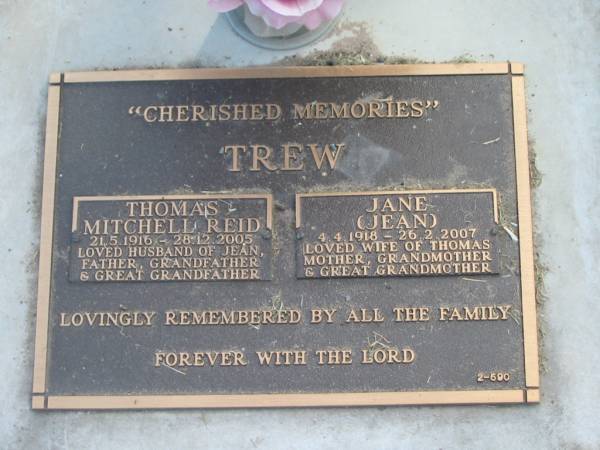 "CHERISHED MEMORIES"
TREW
THOMAS
MITCHELL REID
21.5.1916 - 28.12.2005
LOVED HUSBAND OF JEAN,
FATHER, GRANDFATHER
& GREAT GRANDFATHER
JANE
(JEAN)
4.4.1918 - 26.2.2007
LOVED WIFE OF THOMAS
MOTHER, GRANDMOTHER
& GREAT GRANDMOTHER
LOVINGLY REMEMBERED BY ALL THE FAMILY
FOREVER WITH THE LORD
2-690